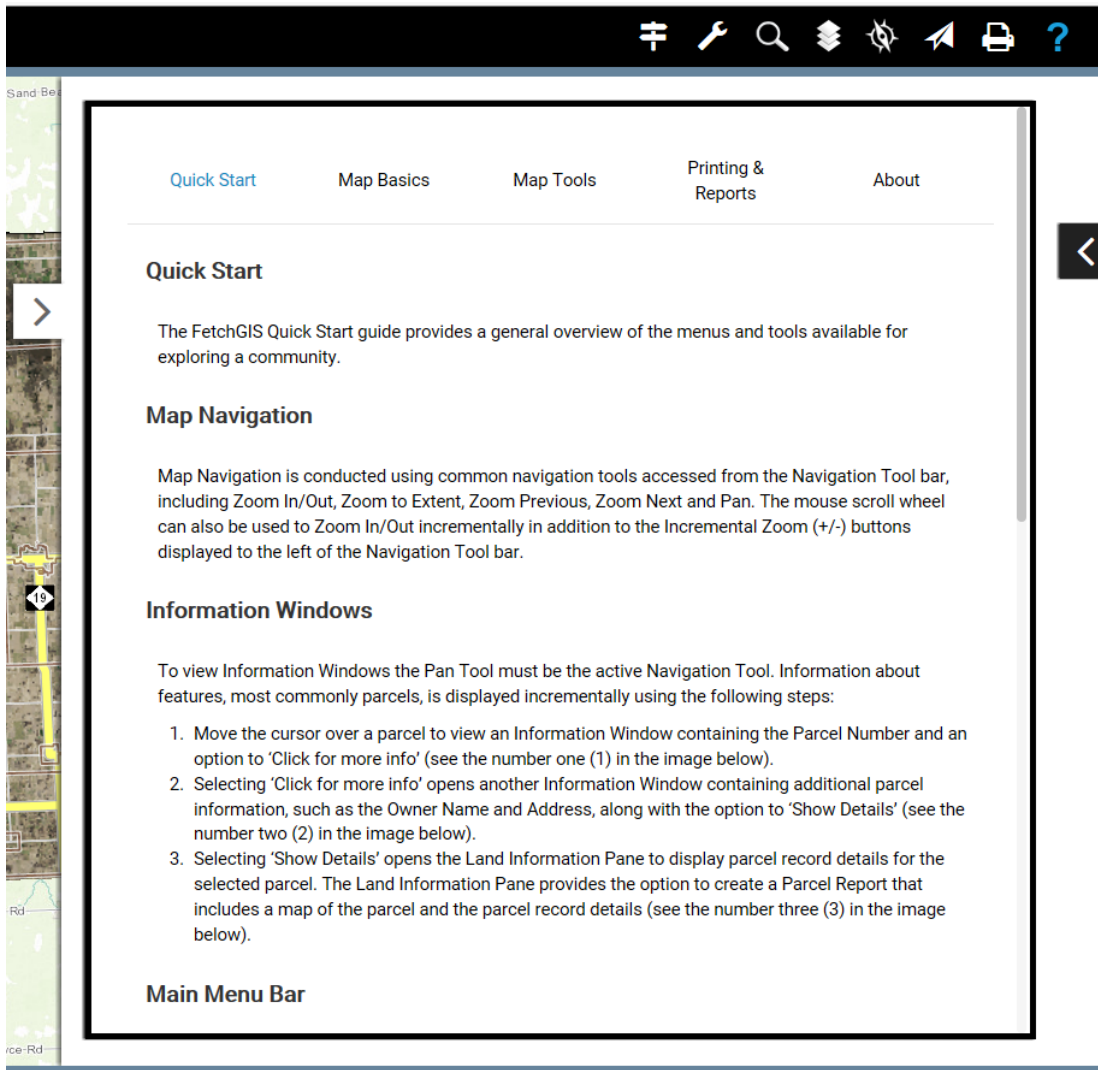 ?
Sand Be
Quick Start
Map Basics
Map Tools
Printing &
Reports
About
Quick Start
The FetchGIS Quick Start guide provides a general overview of the menus and tools available for
exploring a community.
Map Navigation
Map Navigation is conducted using common navigation tools accessed from the Navigation Tool bar,
including Zoom In/Out, Zoom to Extent, Zoom Previous, Zoom Next and Pan. The mouse scroll wheel
can also be used to Zoom In/Out incrementally in addition to the Incremental Zoom (+/-) buttons
displayed to the left of the Navigation Tool bar.
19
Information Windows
To view Information Windows the Pan Tool must be the active Navigation Tool. Information about
features, most commonly parcels, is displayed incrementally using the following steps:
1. Move the cursor over a parcel to view an Information Window containing the Parcel Number and an
option to ‘Click for more info’ (see the number one (1) in the image below).
2. Selecting ‘Click for more info’ opens another Information Window containing additional parcel
information, such as the Owner Name and Address, along with the option to ‘Show Details’ (see the
number two (2) in the image below).
3. Selecting ‘Show Details’ opens the Land Information Pane to display parcel record details for the
selected parcel. The Land Information Pane provides the option to create a Parcel Report that
includes a map of the parcel and the parcel record details (see the number three (3) in the image
below).
Rd
Main Menu Bar
yce-Rd